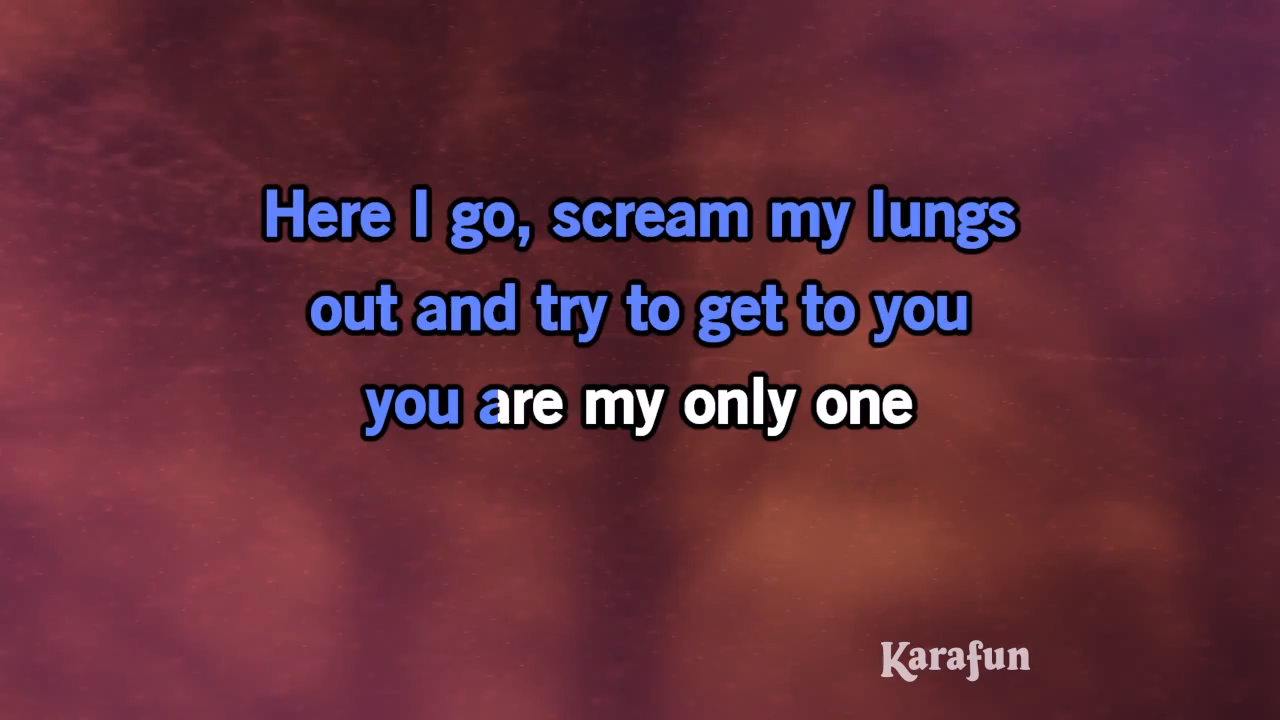 Here I go, scream my lungs
out and try to get to you
you are my only one
Karafun